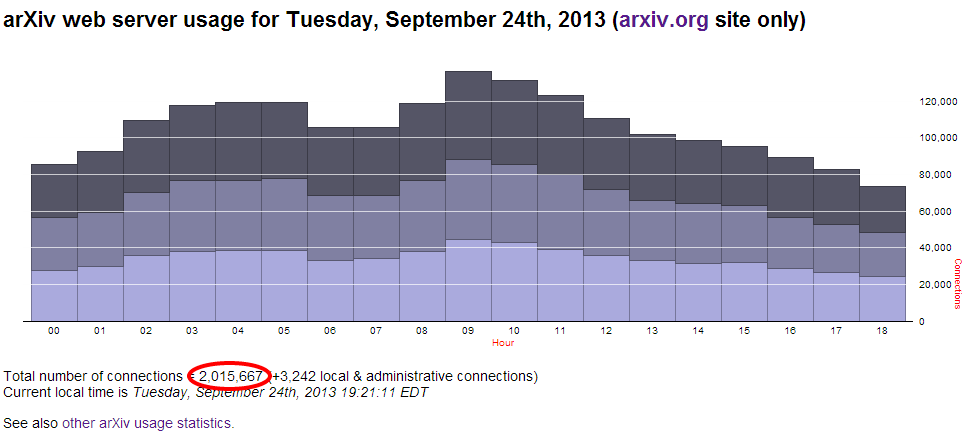 arXiv web server usage for Tuesday, September 24th, 2013 (arxiv.org site only)
120,000
100,000
80,000
60,000
40,000
20,000
0
Connections
00 01 02 03 04 05 06 07 08 09 10 11 12 13 14 15 16 17 18
Hour
Total number of connections = 2,015,667 (+3,242 local & administrative connections)
Current local time is Tuesday, September 24th, 2013 19:21:11 EDT
See also other arXiv usage statistics.